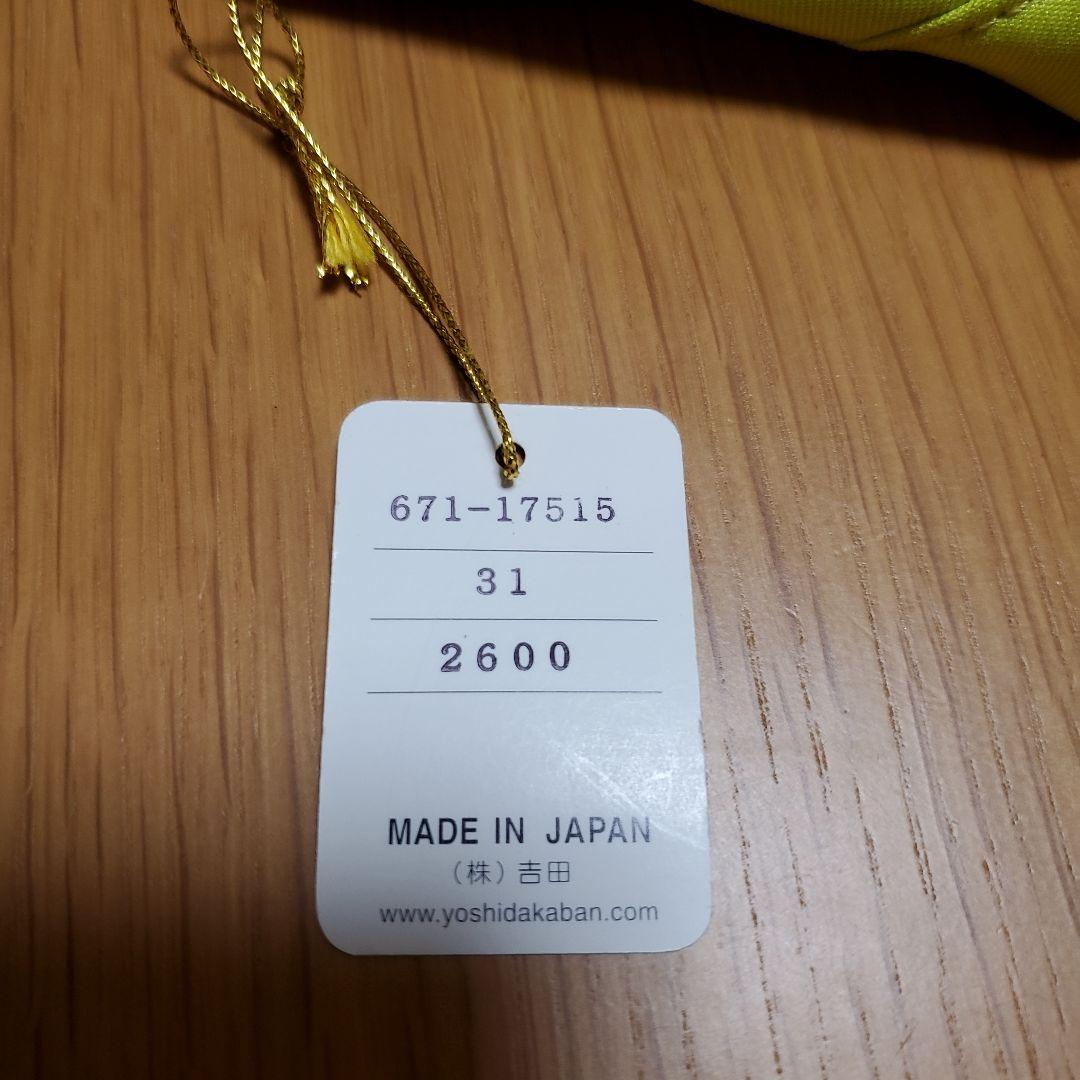 671-17515
31
2600
MADE IN JAPAN
(株)吉田
www.yoshidakaban.com